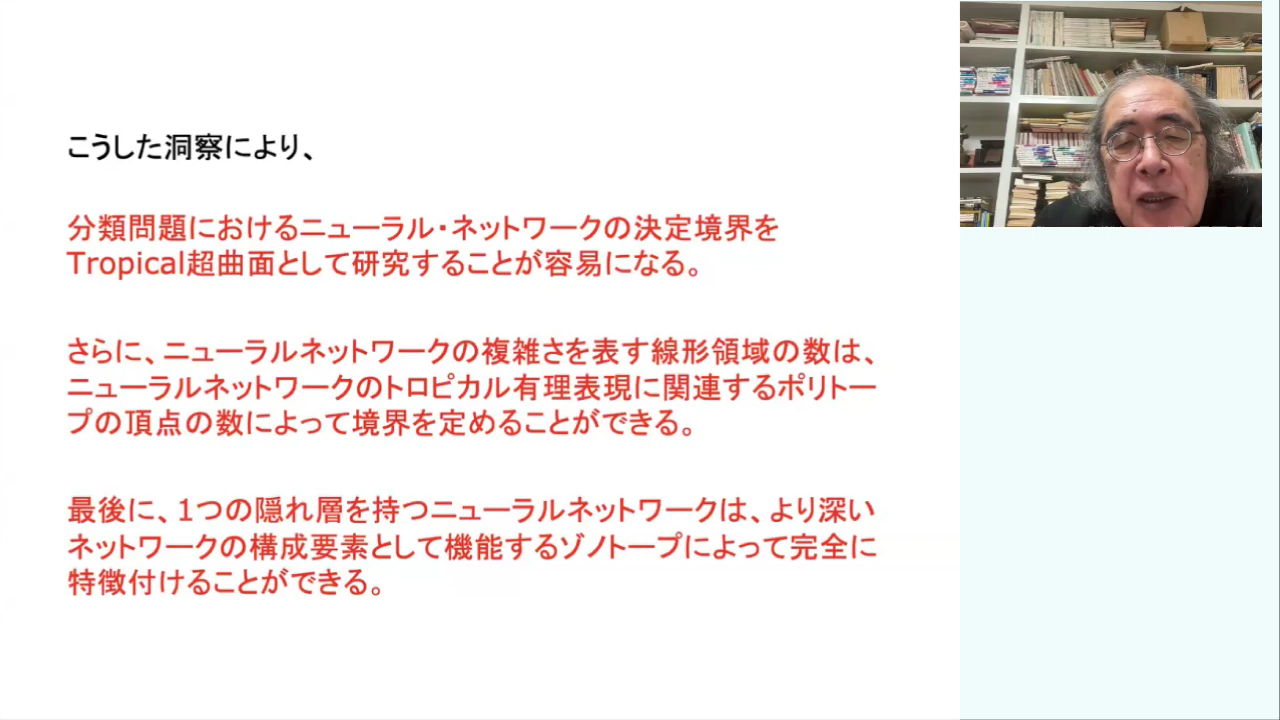 こうした洞察により、
分類問題におけるニューラル・ネットワークの決定境界を
Tropical超曲面として研究することが容易になる。
さらに、ニューラルネットワークの複雑さを表す線形領域の数は、
ニューラルネットワークのトロピカル有理表現に関連するポリトー
プの頂点の数によって境界を定めることができる。
最後に、1つの隠れ層を持つニューラルネットワークは、より深い
ネットワークの構成要素として機能するゾノトープによって完全に
特徴付けることができる。